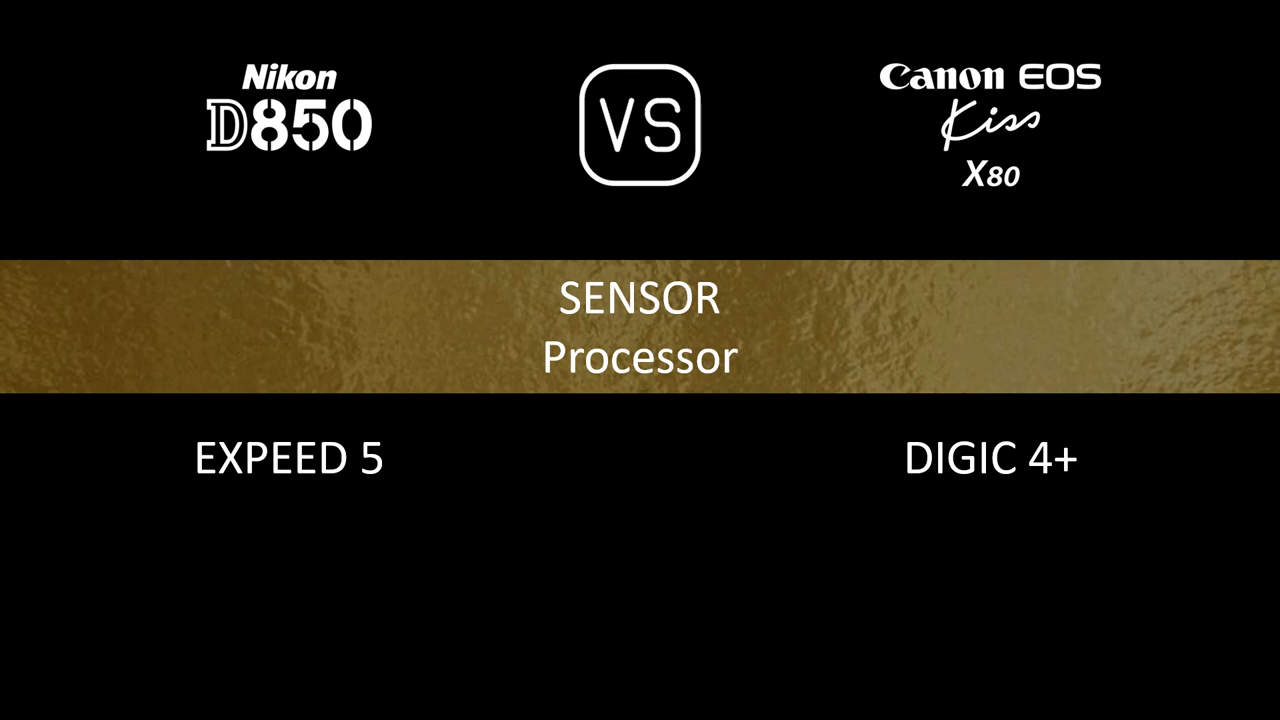 Nikon
D850
VS
Canon EOS
Kiss
X80
SENSOR
Processor
EXPEED 5
DIGIC 4+